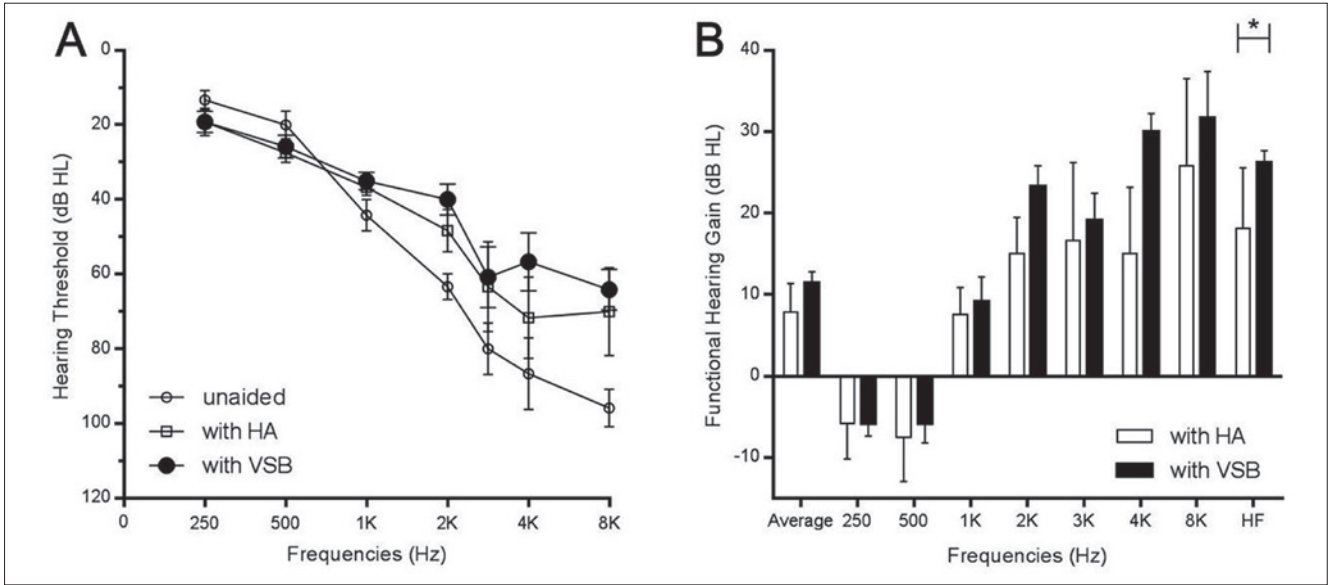 A
0
20
40
60
80
100
120
Hearing Threshold (dB HL)
unaided
with HA
with VSB
0 250 500 1K 2K 4K 8K
Frequencies (Hz)
B
*
40
30
20
10
0
-10
Functional Hearing Gain (dB HL)
with HA
with VSB
Average 250 500 1K 2K 3K 4K 8K HF
Frequencies (Hz)